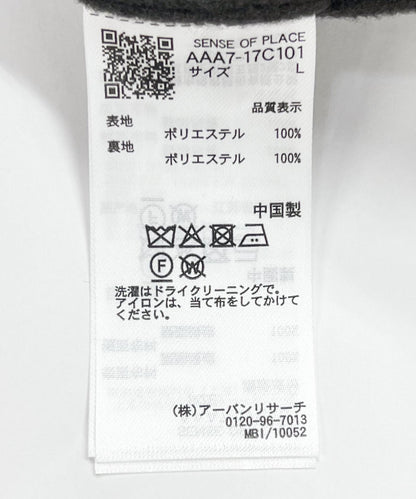 SENSE OF PLACE
AAA7-17C101
サイズ L
品質表示
表地
ポリエステル 100%
裏地
ポリエステル 100%
中国製
F W
洗濯はドライクリーニングで。
アイロンは、当て布をしてかけて
ください。
(株)アーバンリサーチ
0120-96-7013
MBI/10052